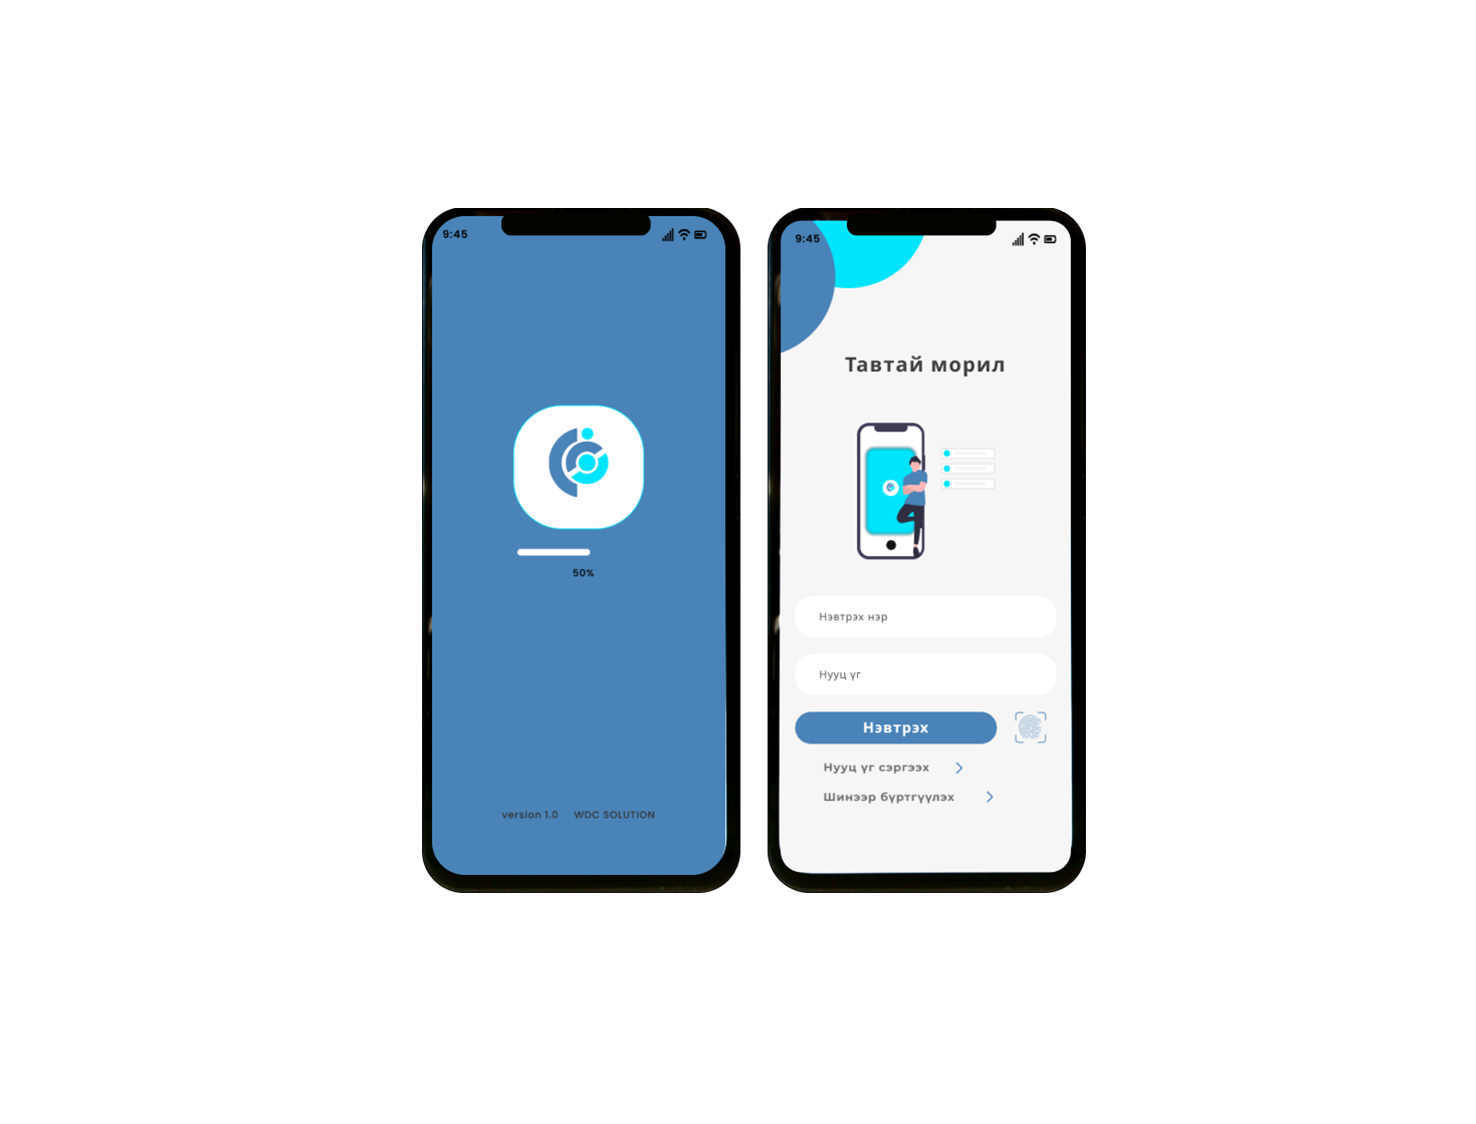 9:45
50%
version 1.0 WDC SOLUTION
9:45
Тавтай морил
Нэвтрэх нэр
Нууц үг
Нэвтрэх
Нууц үг сэргээх
Шинээр бүртгүүлэх